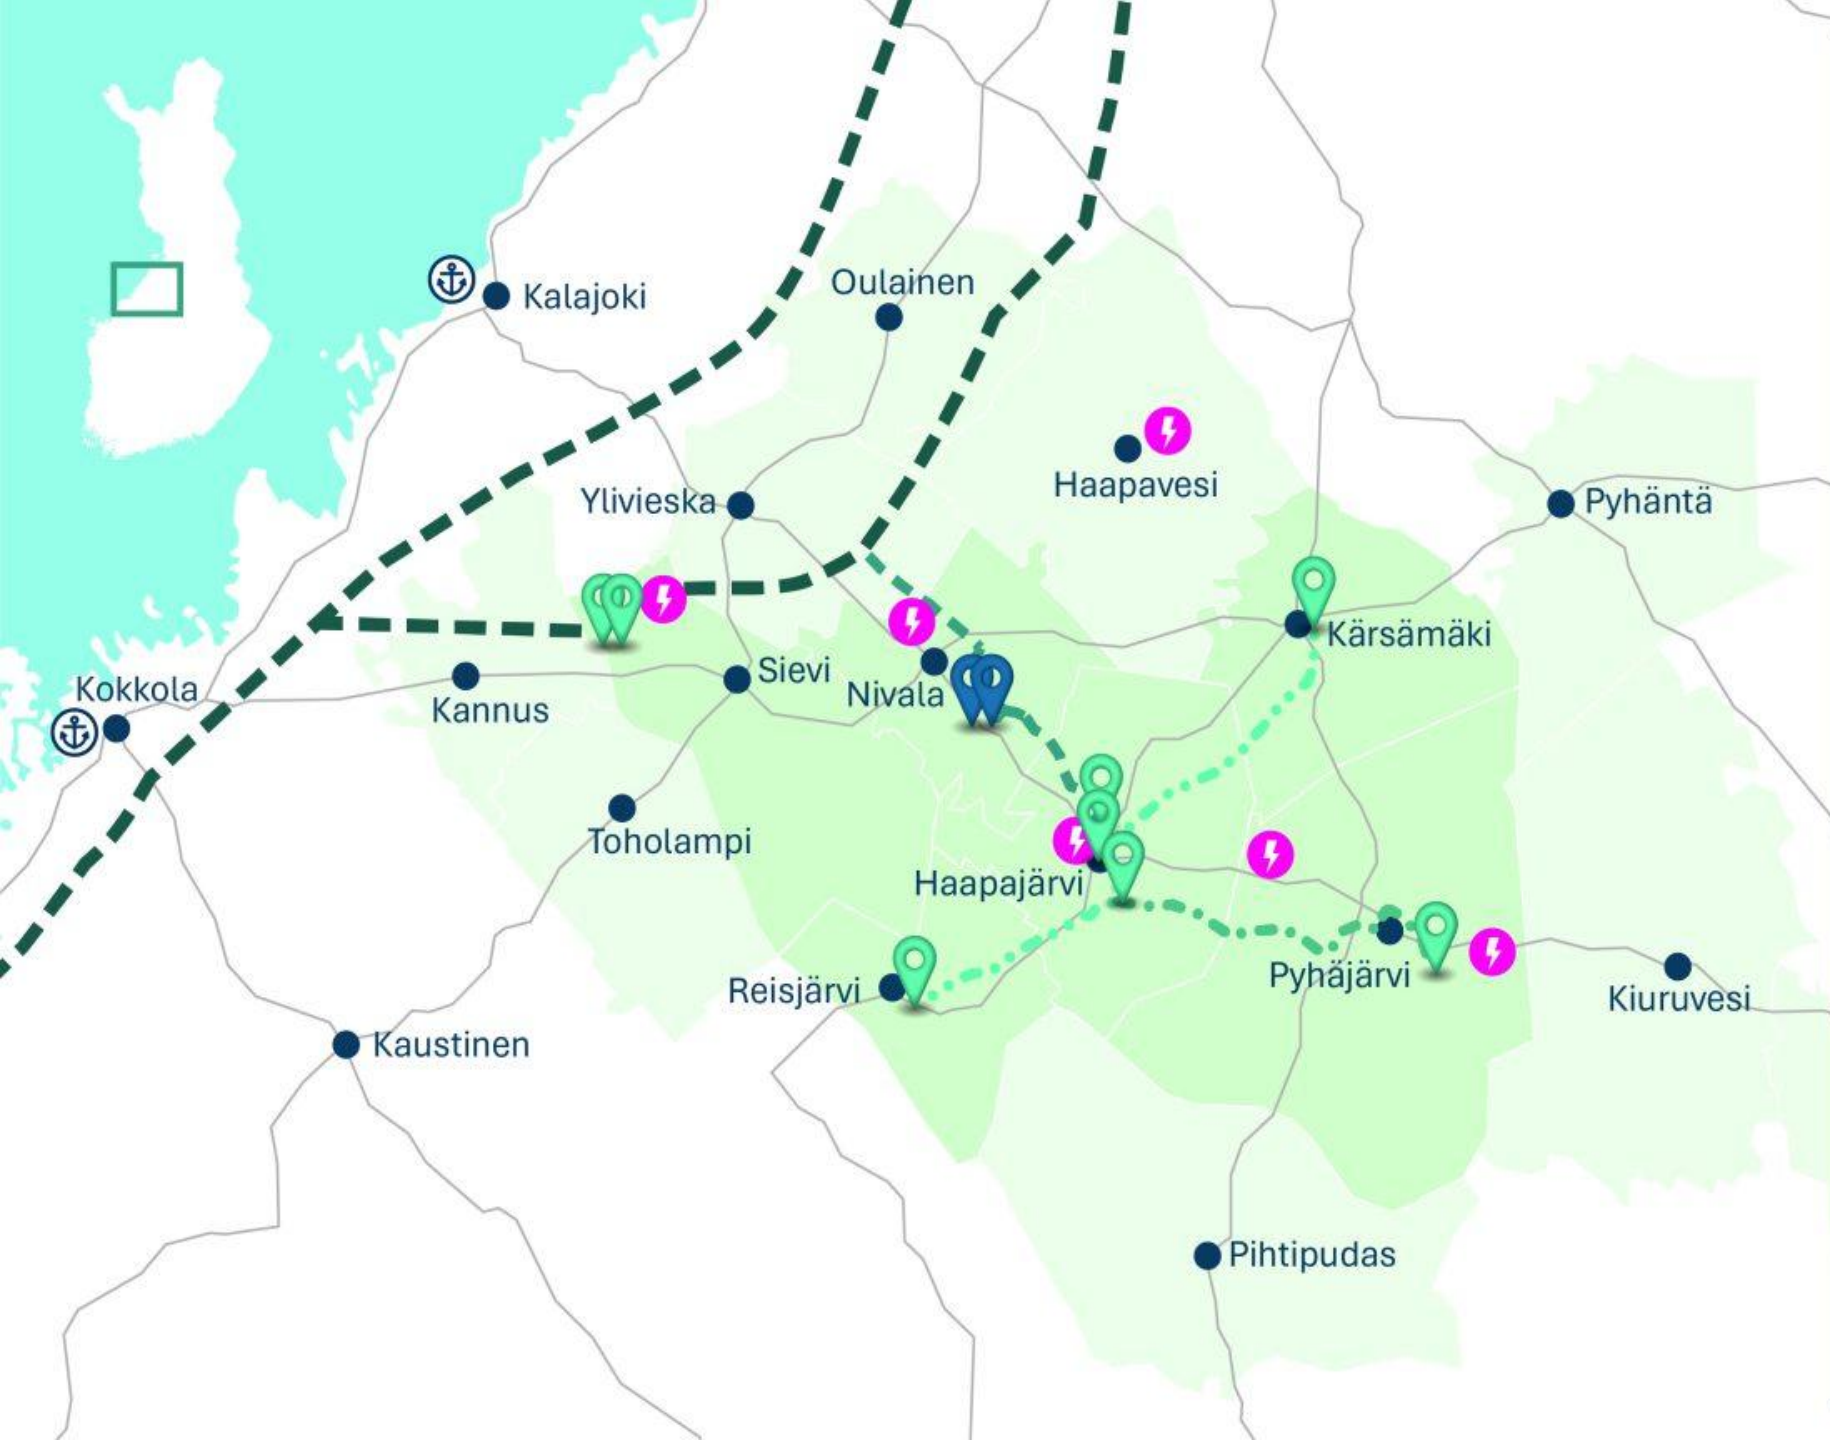 Oulainen
Kalajoki
Haapavesi
Ylivieska
Pyhäntä
Kärsämäki
Sievi
Kokkola
Nivala
Kannus
Toholampi
Haapajärvi
Pyhäjärvi
Reisjärvi
Kiuruvesi
Kaustinen
Pihtipudas